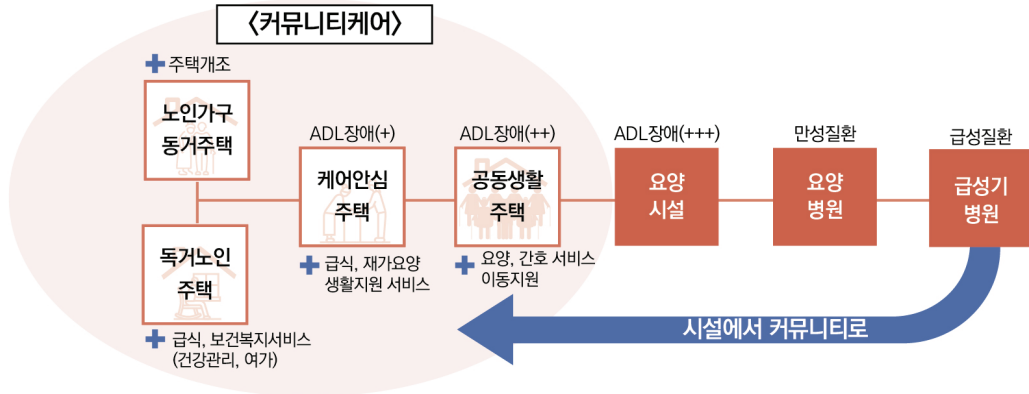 〈커뮤니티케어〉
주택개조
노인가구
동거주택
독거노인
주택
급식, 보건복지서비스
(건강관리, 여가)
ADL장애(+)
케어안심
주택
급식, 재가요양
생활지원 서비스
ADL장애(++)
공동생활
주택
요양, 간호 서비스
이동지원
ADL장애(+++)
요양
시설
만성질환
요양
병원
급성질환
급성기
병원
시설에서 커뮤니티로